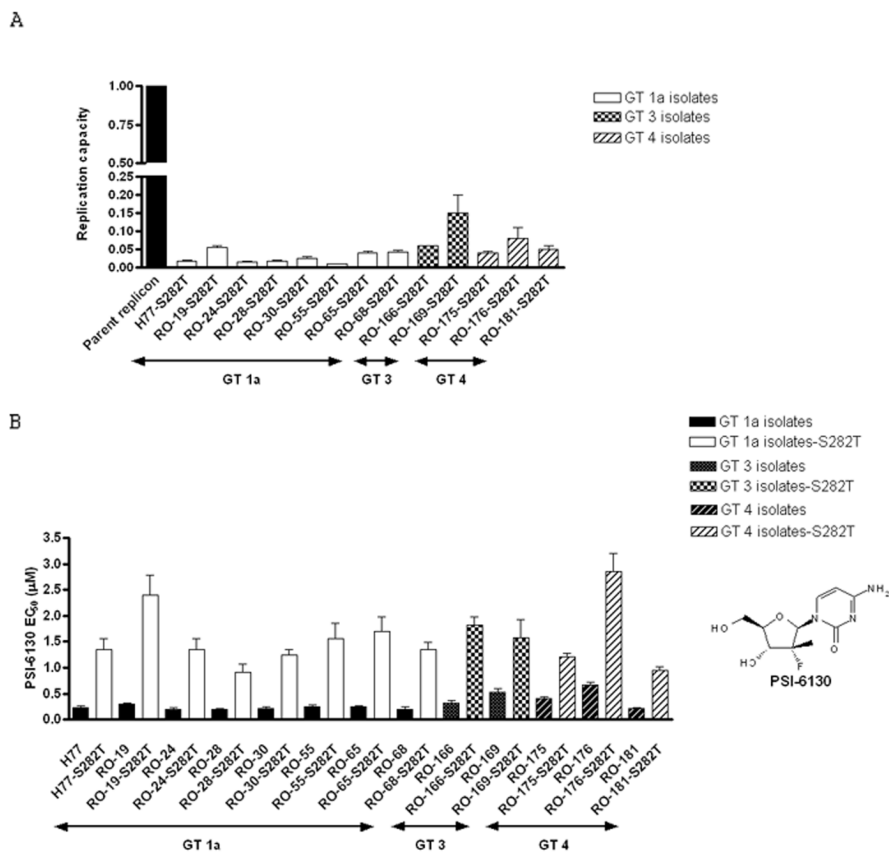 A
Replication capacity
1.00
0.75
0.50
0.25
0.20
0.15
0.10
0.05
0.00
GT 1a isolates
GT 3 isolates
GT 4 isolates
Parent replicon
H77-S282T
RO-19-S282T
RO-24-S282T
RO-28-S282T
RO-30-S282T
RO-55-S282T
RO-65-S282T
RO-68-S282T
RO-166-S282T
RO-169-S282T
RO-175-S282T
RO-176-S282T
RO-181-S282T
GT 1a
GT 3
GT 4
B
GT 1a isolates
GT 1a isolates-S282T
GT 3 isolates
GT 3 isolates-S282T
GT 4 isolates
GT 4 isolates-S282T
PSI-6130 EC50 (µM)
3.5
3.0
2.5
2.0
1.5
1.0
0.5
0.0
H77
H77-S282T
RO-19
RO-19-S282T
RO-24
RO-24-S282T
RO-28
RO-28-S282T
RO-30
RO-30-S282T
RO-55
RO-55-S282T
RO-65
RO-65-S282T
RO-68
RO-68-S282T
RO-166
RO-166-S282T
RO-169
RO-169-S282T
RO-175
RO-175-S282T
RO-176
RO-176-S282T
RO-181
RO-181-S282T
GT 1a
GT 3
GT 4
NH2
N
N
O
O
HO
HO
F
PSI-6130